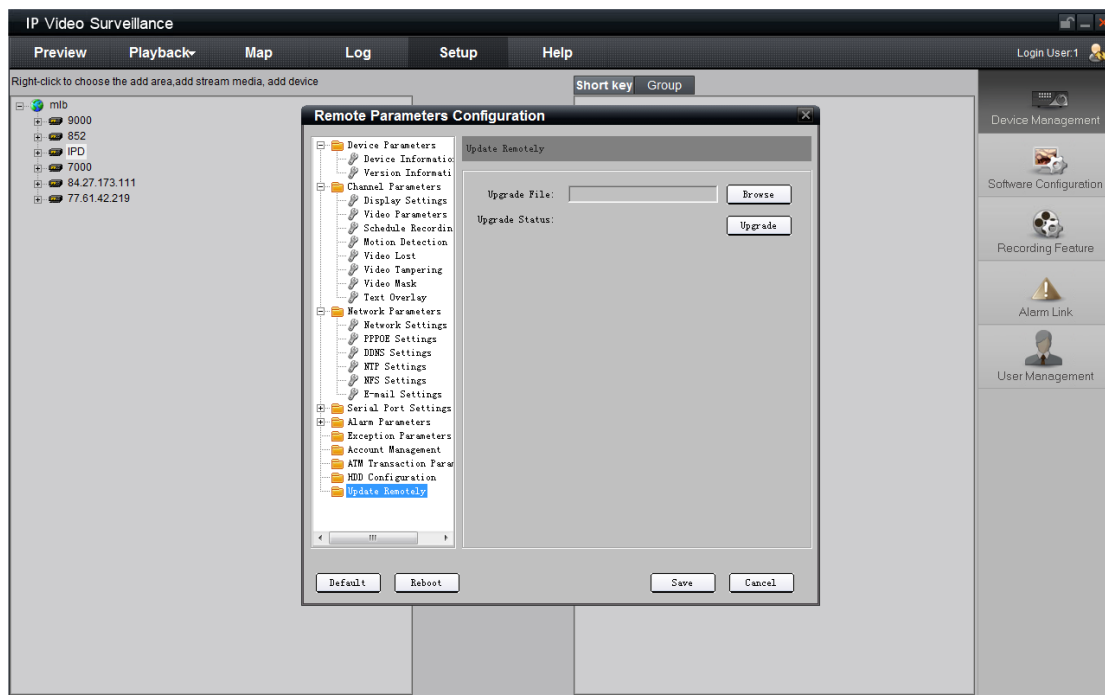 IP Video Surveillance
Preview Playback Map Log Setup Help Login User:1
Right-click to choose the add area,add stream media, add device
mlb
9000
852
IPD
7000
84.27.173.111
77.61.42.219
Short key Group
Remote Parameters Configuration
Device Parameters
Device Informatio
Version Informati
Channel Parameters
Display Settings
Video Parameters
Schedule Recordin
Motion Detection
Video Lost
Video Tampering
Video Mask
Text Overlay
Network Parameters
Network Settings
PPPOE Settings
DDNS Settings
NTP Settings
NFS Settings
E-mail Settings
Serial Port Settings
Alarm Parameters
Exception Parameters
Account Management
ATM Transaction Para
HDD Configuration
Update Remotely
Update Remotely
Upgrade File: Browse
Upgrade Status: Upgrade
Default Reboot Save Cancel
Device Management
Software Configuration
Recording Feature
Alarm Link
User Management